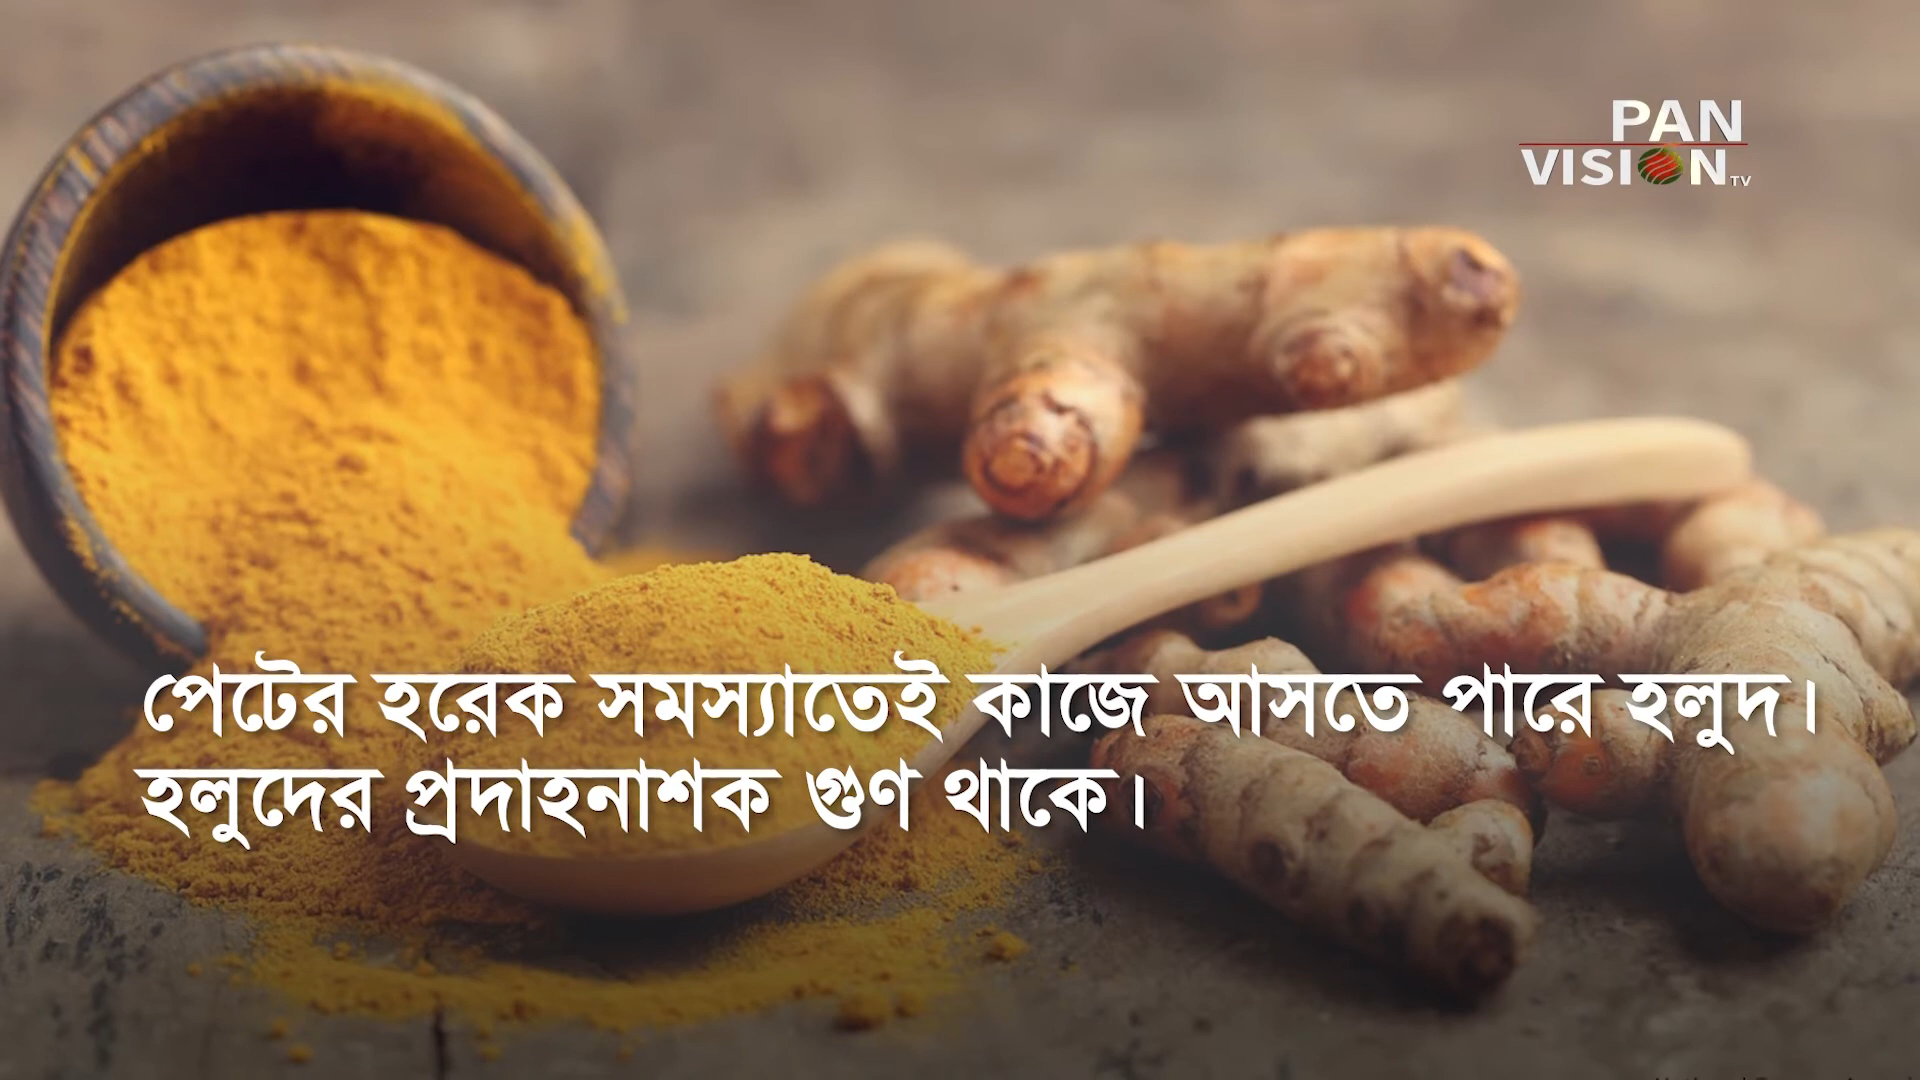 PAN
VISION TV
পেটের হরেক সমস্যাতেই কাজে আসতে পারে হলুদ।
হলুদের প্রদাহনাশক গুণ থাকে।